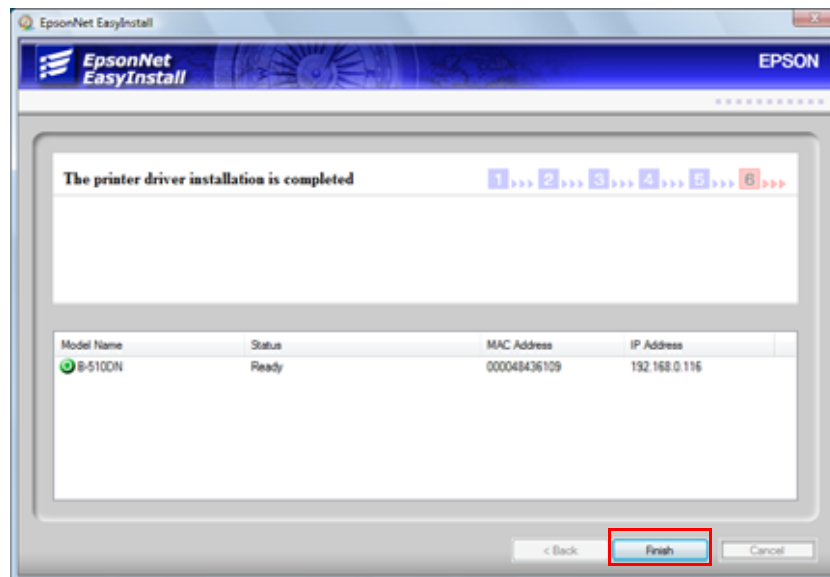 EpsonNet EasyInstall
EpsonNet
EasyInstall
EPSON
The printer driver installation is completed
1 2 3 4 5 6
Model Name Status MAC Address IP Address
B-510DN Ready 000048436109 192.168.0.116
< Back Finish Cancel